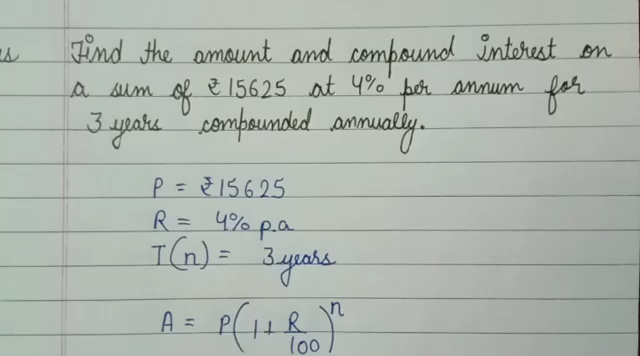 s Find the amount and compound interest on
a sum of ₹15625 at 4% per annum for
3 years compounded annually.
P = ₹15625
R = 4% p.a
T(n) = 3 years
A = P(1+R/100)^n